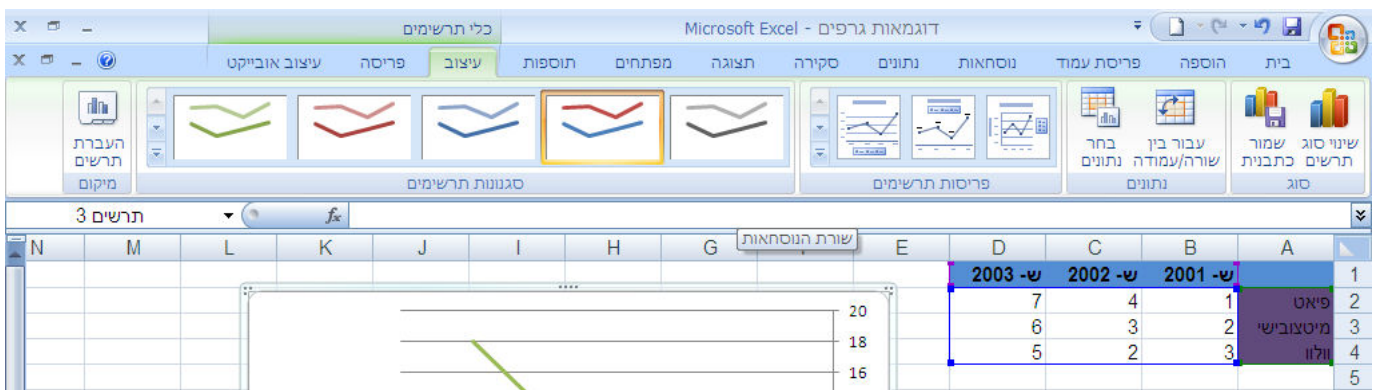 דוגמאות גרפים - Microsoft Excel
כלי תרשימים
בית הוספה פריסת עמוד נוסחאות נתונים סקירה תצוגה מפתחים תוספות עיצוב פריסה עיצוב אובייקט
שינוי סוג תרשים
שמור כתבנית
סוג
עבור בין שורה/עמודה
בחר נתונים
נתונים
פריסות תרשימים
סגנונות תרשימים
העברת תרשים
מיקום
תרשים 3
fx
שורת הנוסחאות
A B C D E F G H I J K L M N
1 ש- 2001 ש- 2002 ש- 2003
2 פיאט 1 4 7
3 מיטצובישי 2 3 6
4 וולוו 3 2 5
5
20
18
16